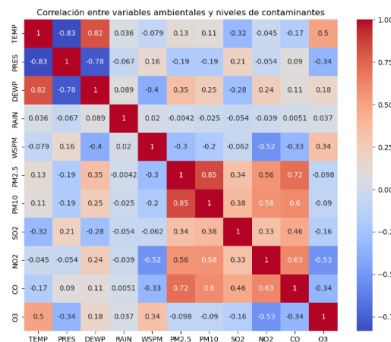 Correlación entre variables ambientales y niveles de contaminantes
TEMP 1 -0.83 0.82 0.036 -0.079 0.13 0.11 -0.32 -0.045 -0.17 0.5
PRES -0.83 1 -0.78 -0.067 0.16 -0.19 -0.19 0.21 -0.054 0.09 -0.34
DEWP 0.82 -0.78 1 0.089 -0.4 0.35 0.25 -0.28 0.24 0.11 0.18
RAIN 0.036 -0.067 0.089 1 0.02 -0.0042 -0.025 -0.054 -0.039 0.0051 0.037
WSPM -0.079 0.16 -0.4 0.02 1 -0.3 -0.2 -0.062 -0.52 -0.33 0.34
PM2.5 0.13 -0.19 0.35 -0.0042 -0.3 1 0.85 0.34 0.56 0.72 -0.098
PM10 0.11 -0.19 0.25 -0.025 -0.2 0.85 1 0.38 0.58 0.6 -0.09
SO2 -0.32 0.21 -0.28 -0.054 -0.062 0.34 0.38 1 0.33 0.46 -0.16
NO2 -0.045 -0.054 0.24 -0.039 -0.52 0.56 0.58 0.33 1 0.63 -0.53
CO -0.17 0.09 0.11 0.0051 -0.33 0.72 0.6 0.46 0.63 1 -0.34
O3 0.5 -0.34 0.18 0.037 0.34 -0.098 -0.09 -0.16 -0.53 -0.34 1
TEMP PRES DEWP RAIN WSPM PM2.5 PM10 SO2 NO2 CO O3
1.00
0.75
0.50
0.25
0.00